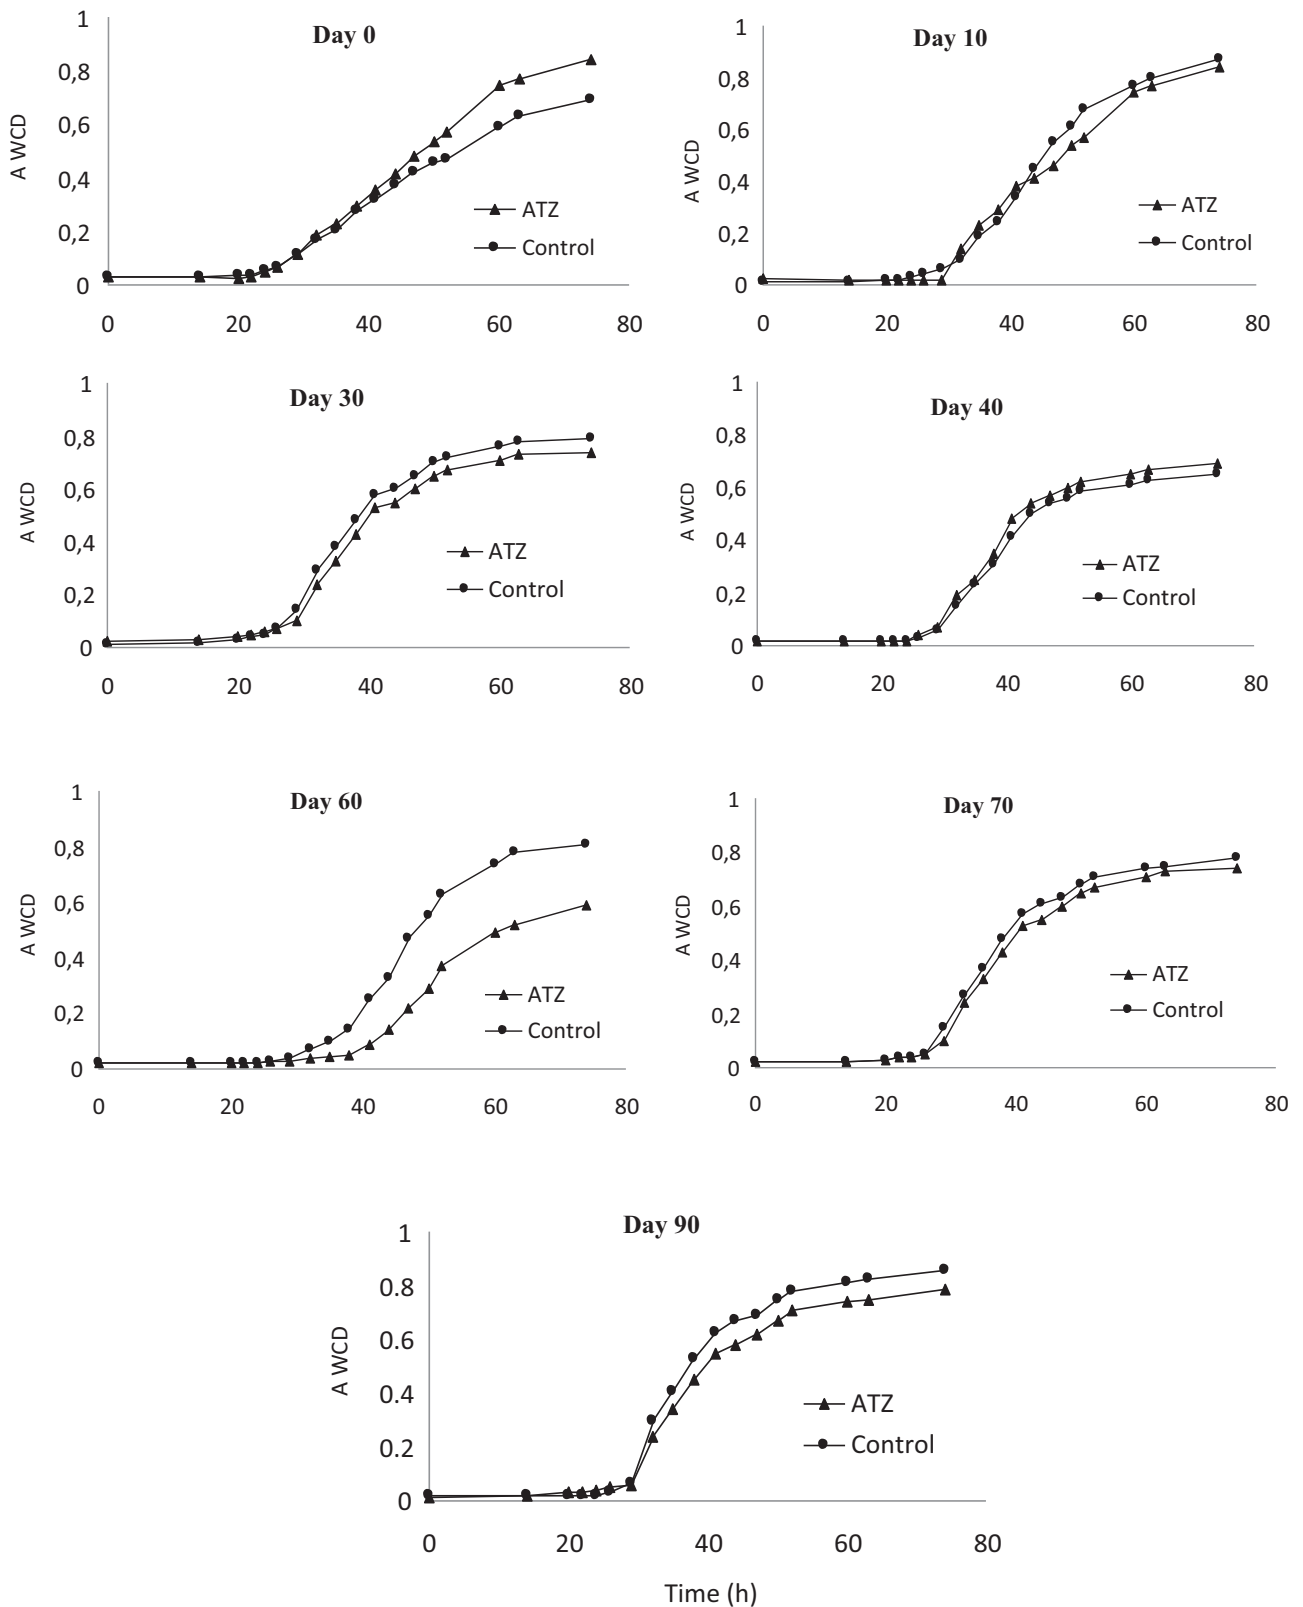 Day 0
A WCD
1
0,8
0,6
0,4
0,2
0
0 20 40 60 80
ATZ
Control
Day 10
A WCD
1
0,8
0,6
0,4
0,2
0
0 20 40 60 80
ATZ
Control
Day 30
A WCD
1
0,8
0,6
0,4
0,2
0
0 20 40 60 80
ATZ
Control
Day 40
A WCD
1
0,8
0,6
0,4
0,2
0
0 20 40 60 80
ATZ
Control
Day 60
A WCD
1
0,8
0,6
0,4
0,2
0
0 20 40 60 80
ATZ
Control
Day 70
A WCD
1
0,8
0,6
0,4
0,2
0
0 20 40 60 80
ATZ
Control
Day 90
A WCD
1
0.8
0.6
0.4
0.2
0
0 20 40 60 80
ATZ
Control
Time (h)